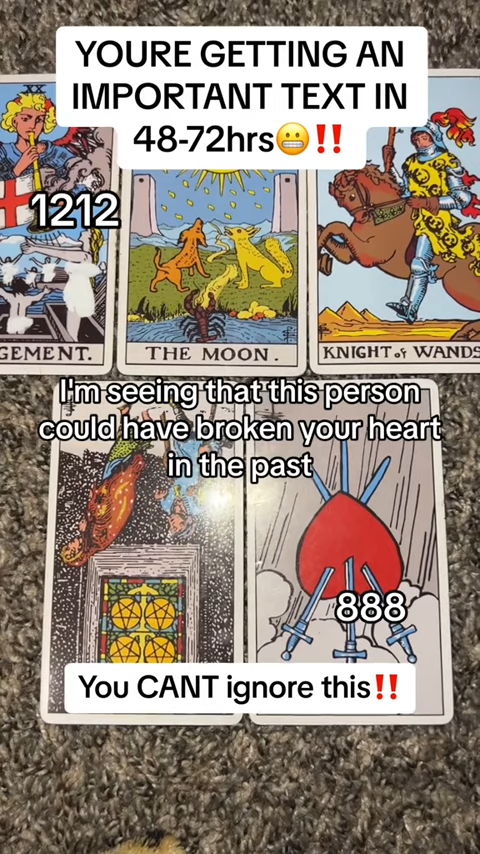 YOURE GETTING AN
IMPORTANT TEXT IN
48-72hrs😬‼️
XX
1212
GEMENT.
THE MOON.
KNIGHT of WANDS
I'm seeing that this person
could have broken your heart
in the past
888
You CANT ignore this‼️